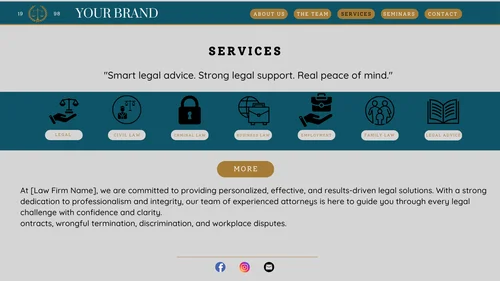 19 98
YOUR BRAND
ABOUT US
THE TEAM
SERVICES
SEMINARS
CONTACT
SERVICES
"Smart legal advice. Strong legal support. Real peace of mind."
LEGAL
CIVIL LAW
CRIMINAL LAW
BUSINESS LAW
EMPLOYMENT
FAMILY LAW
LEGAL ADVICE
MORE
At [Law Firm Name], we are committed to providing personalized, effective, and results-driven legal solutions. With a strong
dedication to professionalism and integrity, our team of experienced attorneys is here to guide you through every legal
challenge with confidence and clarity.
ontracts, wrongful termination, discrimination, and workplace disputes.